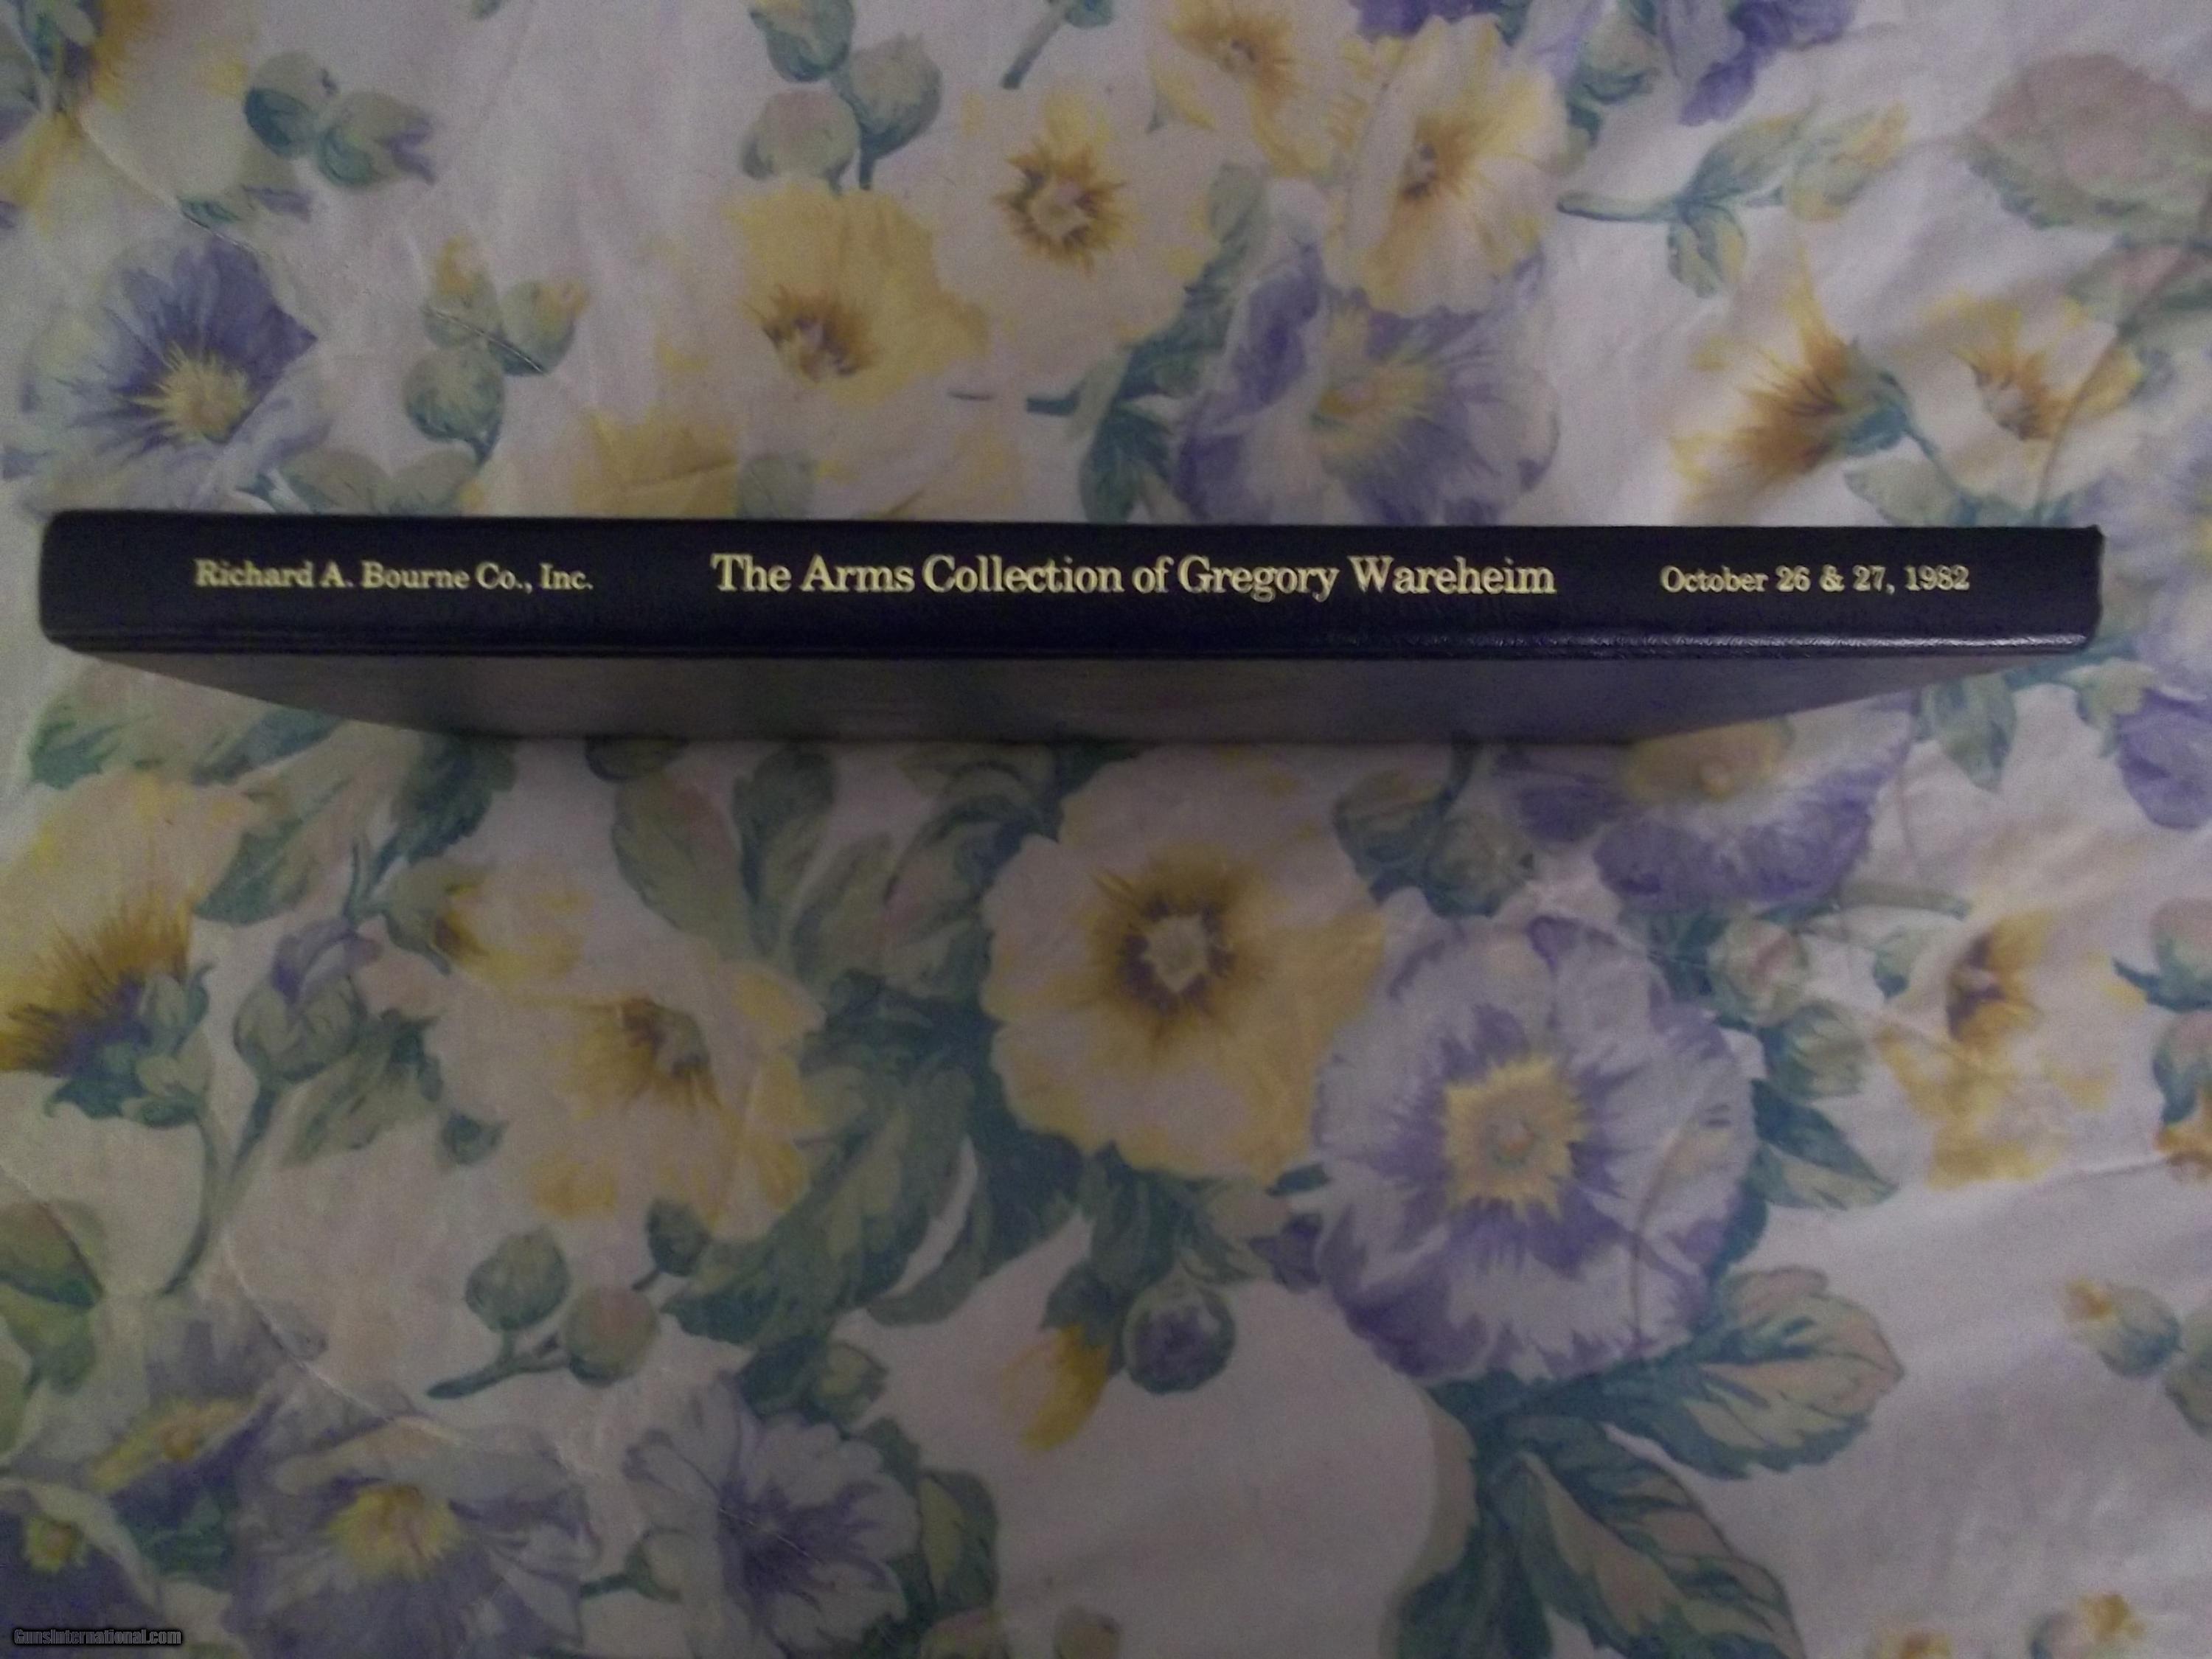 Richard A. Bourne Co., Inc. The Arms Collection of Gregory Wareheim October 26 & 27, 1982
GunsInternational.com